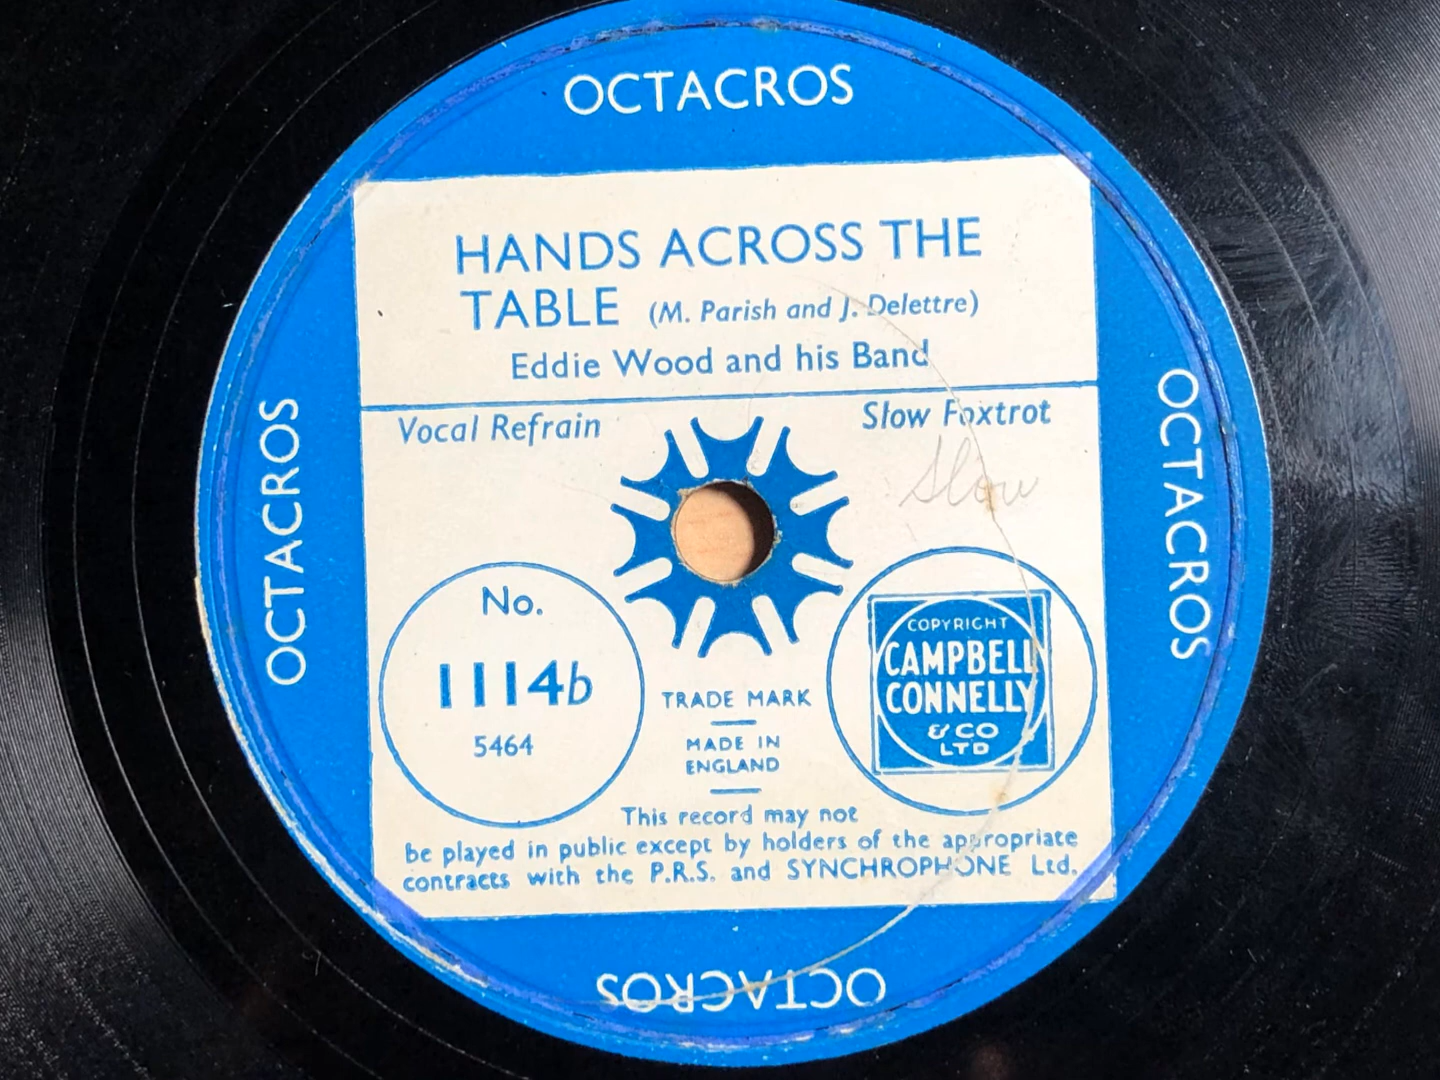 OCTACROS
HANDS ACROSS THE
TABLE (M. Parish and J. Delettre)
Eddie Wood and his Band
Vocal Refrain
Slow Foxtrot
Slow
OCTACROS
OCTACROS
No.
1114b
5464
TRADE MARK
MADE IN
ENGLAND
COPYRIGHT
CAMPBELL
CONNELLY
& CO
LTD
This record may not
be played in public except by holders of the appropriate
contracts with the P.R.S. and SYNCHROPHONE Ltd.
OCTACROS